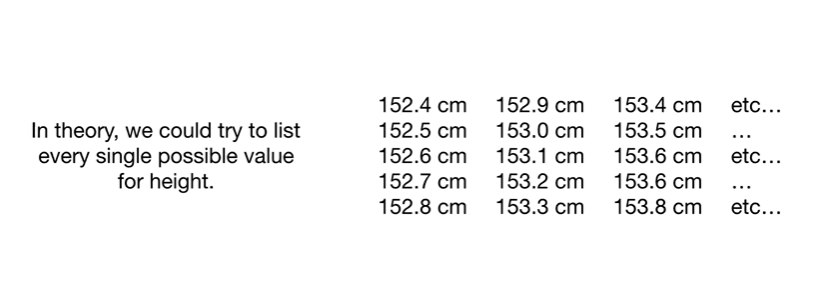 In theory, we could try to list
every single possible value
for height.
152.4 cm 152.9 cm 153.4 cm etc…
152.5 cm 153.0 cm 153.5 cm …
152.6 cm 153.1 cm 153.6 cm etc…
152.7 cm 153.2 cm 153.6 cm …
152.8 cm 153.3 cm 153.8 cm etc…